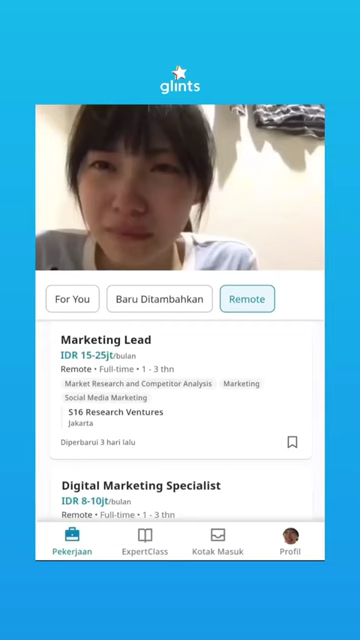 glints
For You
Baru Ditambahkan
Remote
Marketing Lead
IDR 15-25jt/bulan
Remote • Full-time • 1 - 3 thn
Market Research and Competitor Analysis
Marketing
Social Media Marketing
S16 Research Ventures
Jakarta
Diperbarui 3 hari lalu
Digital Marketing Specialist
IDR 8-10jt/bulan
Remote • Full-time • 1 - 3 thn
Pekerjaan
ExpertClass
Kotak Masuk
Profil